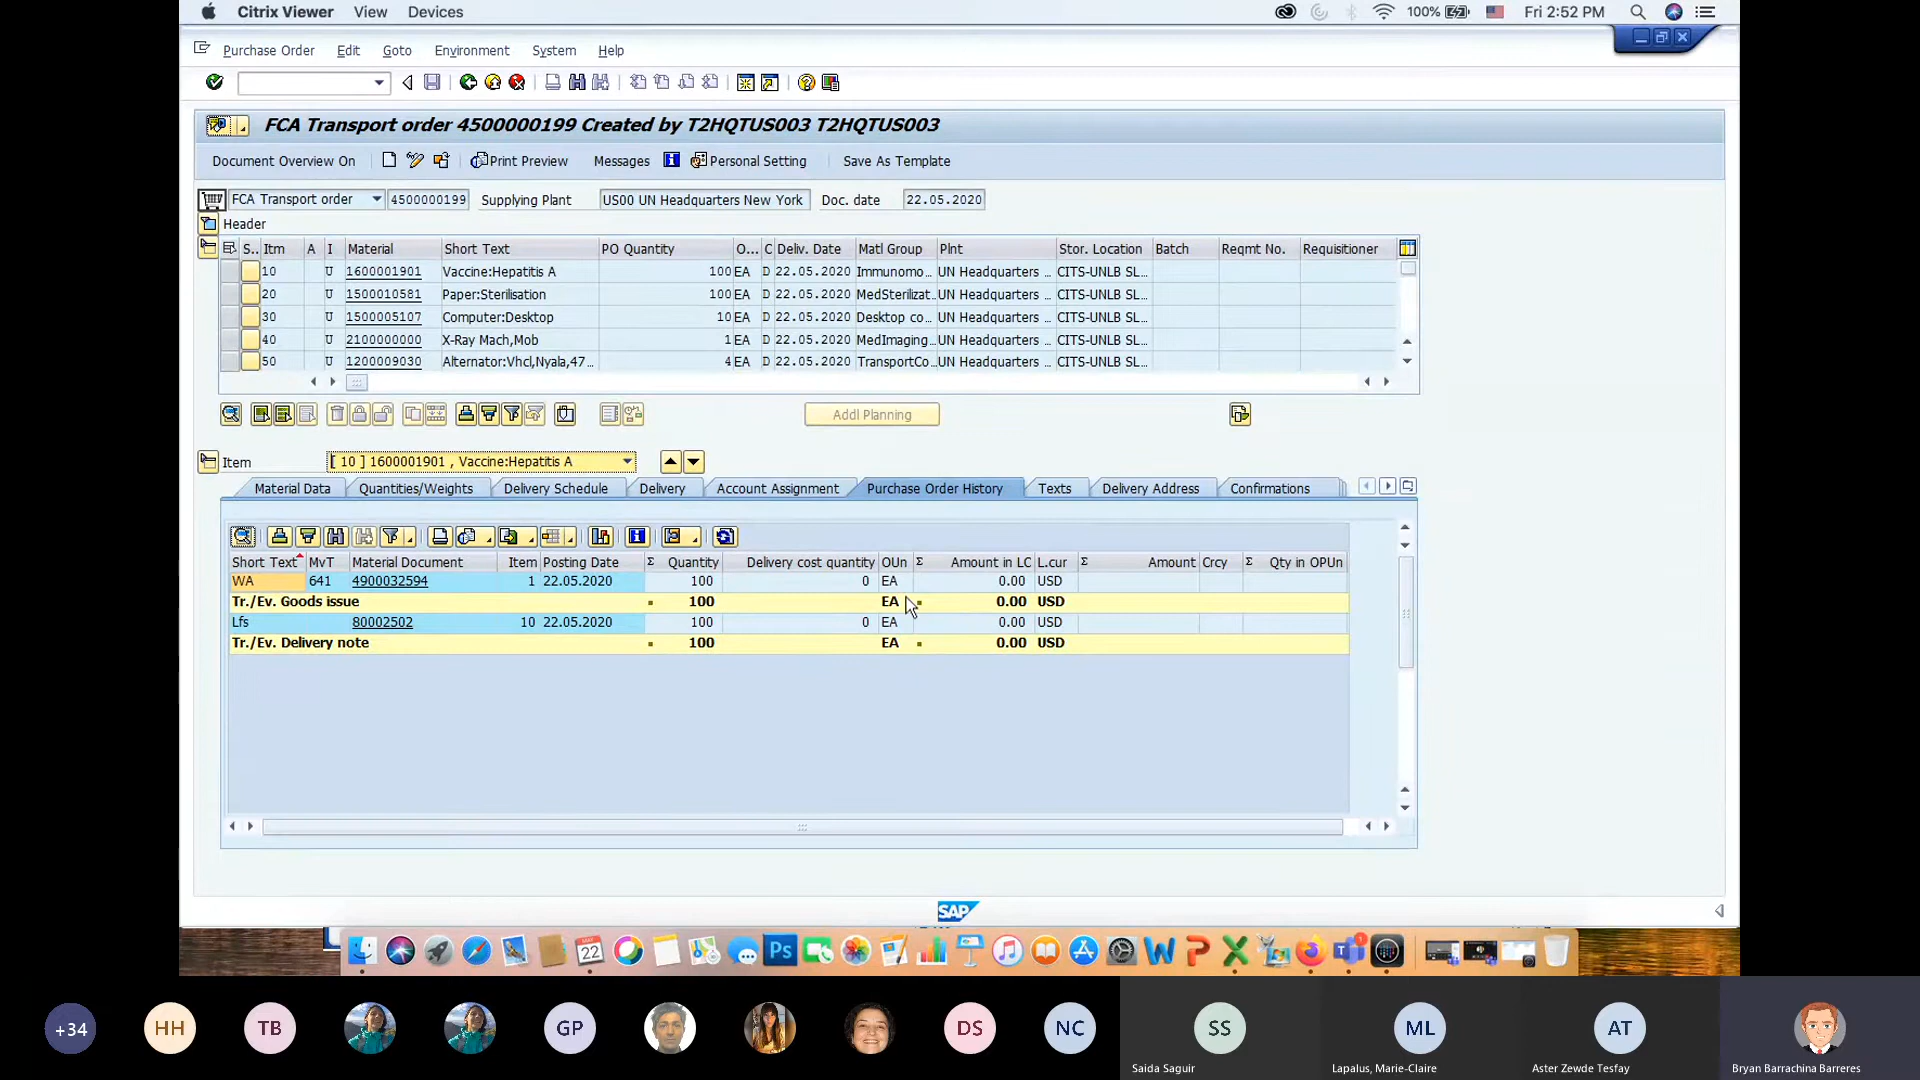 Citrix Viewer View Devices 100% Fri 2:52 PM
Purchase Order Edit Goto Environment System Help
FCA Transport order 4500000199 Created by T2HQTUS003 T2HQTUS003
Document Overview On Print Preview Messages Personal Setting Save As Template
FCA Transport order 4500000199 Supplying Plant US00 UN Headquarters New York Doc. date 22.05.2020
Header
S.. Itm A I Material Short Text PO Quantity O... C Deliv. Date Matl Group Plnt Stor. Location Batch Reqmt No. Requisitioner
10 U 1600001901 Vaccine:Hepatitis A 100 EA D 22.05.2020 Immunomo... UN Headquarters ... CITS-UNLB SL...
20 U 1500010581 Paper:Sterilisation 100 EA D 22.05.2020 MedSterilizat... UN Headquarters ... CITS-UNLB SL...
30 U 1500005107 Computer:Desktop 10 EA D 22.05.2020 Desktop co... UN Headquarters ... CITS-UNLB SL...
40 U 2100000000 X-Ray Mach,Mob 1 EA D 22.05.2020 MedImaging... UN Headquarters ... CITS-UNLB SL...
50 U 1200009030 Alternator:Vhcl,Nyala,47... 4 EA D 22.05.2020 TransportCo... UN Headquarters ... CITS-UNLB SL...
Addl Planning
Item [ 10 ] 1600001901 , Vaccine:Hepatitis A
Material Data Quantities/Weights Delivery Schedule Delivery Account Assignment Purchase Order History Texts Delivery Address Confirmations
Short Text MvT Material Document Item Posting Date Σ Quantity Delivery cost quantity OUn Σ Amount in LC L.cur Σ Amount Crcy Σ Qty in OPUn
WA 641 4900032594 1 22.05.2020 100 0 EA 0.00 USD
Tr./Ev. Goods issue 100 EA 0.00 USD
Lfs 80002502 10 22.05.2020 100 0 EA 0.00 USD
Tr./Ev. Delivery note 100 EA 0.00 USD
SAP
MAY 22 Ps W P X 1
+34 HH TB GP DS NC SS ML AT
Saida Saguir Lapalus, Marie-Claire Aster Zewde Tesfay Bryan Barrachina Barreres